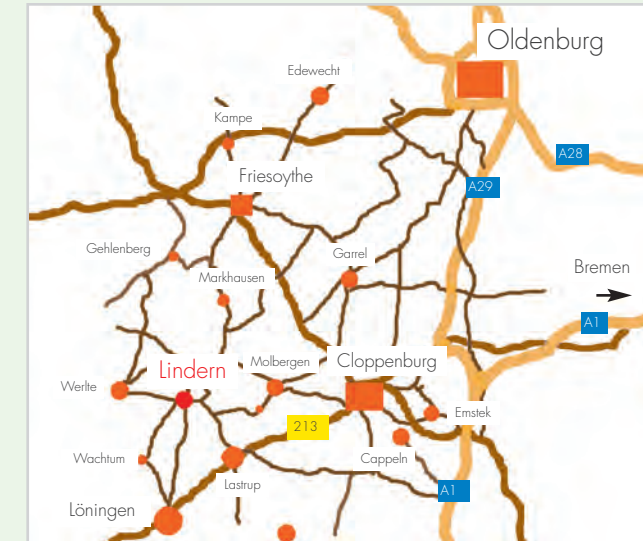 Oldenburg
Edewecht
Kampe
A28
Friesoythe
A29
Gehlenberg
Garrel
Markhausen
Bremen
A1
Molbergen
Cloppenburg
Lindern
Werlte
Emstek
213
Wachtum
Cappeln
Lastrup
A1
Löningen